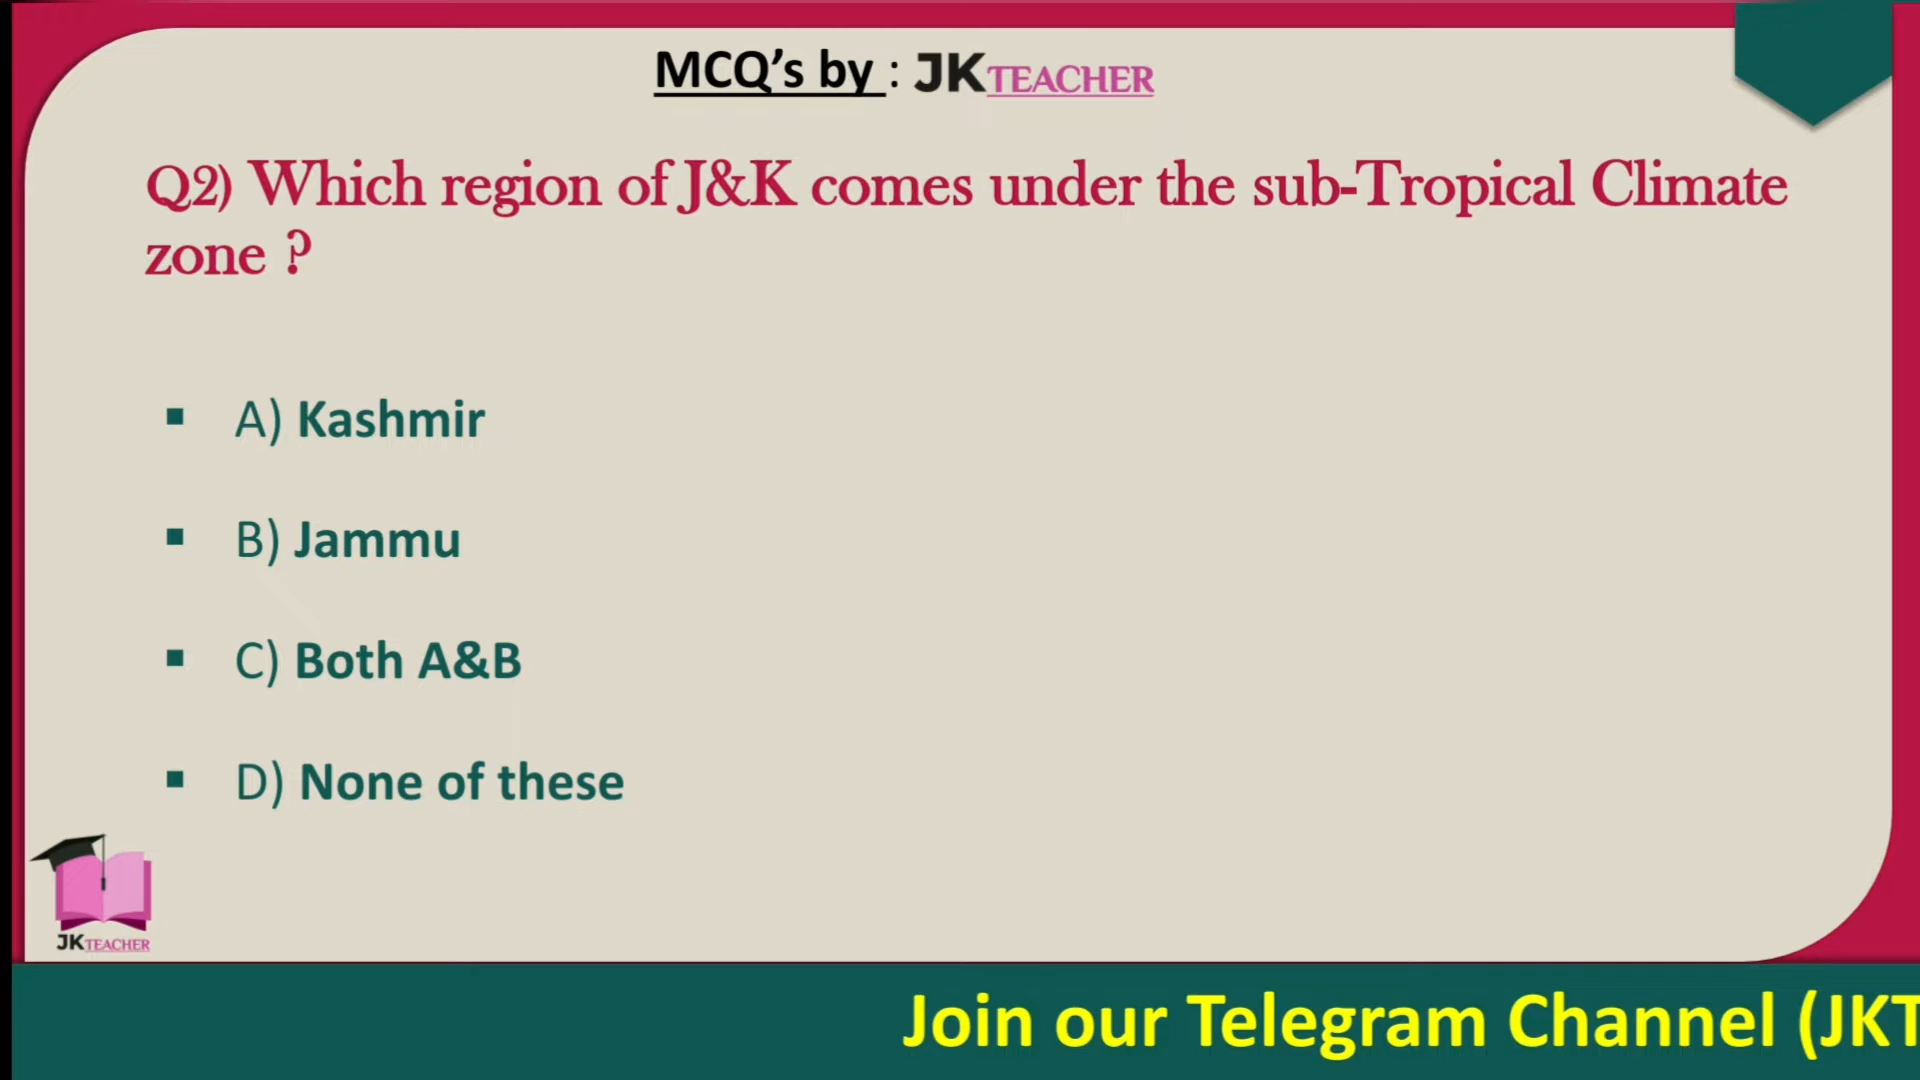 MCQ’s by : JKTEACHER
Q2) Which region of J&K comes under the sub-Tropical Climate
zone ?
▪ A) Kashmir
▪ B) Jammu
▪ C) Both A&B
▪ D) None of these
JKTEACHER
Join our Telegram Channel (JKT